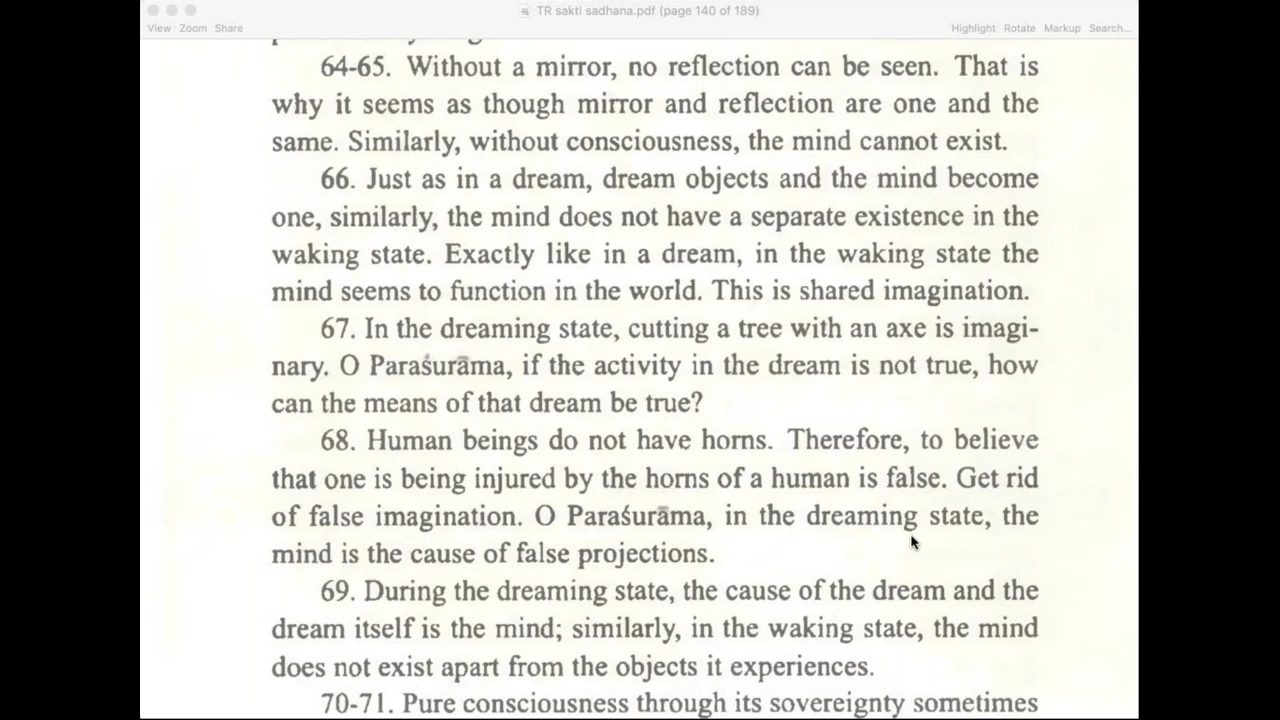 TR sakti sadhana.pdf (page 140 of 189)
View Zoom Share Highlight Rotate Markup Search...
64-65. Without a mirror, no reflection can be seen. That is
why it seems as though mirror and reflection are one and the
same. Similarly, without consciousness, the mind cannot exist.
66. Just as in a dream, dream objects and the mind become
one, similarly, the mind does not have a separate existence in the
waking state. Exactly like in a dream, in the waking state the
mind seems to function in the world. This is shared imagination.
67. In the dreaming state, cutting a tree with an axe is imagi-
nary. O Paraśurāma, if the activity in the dream is not true, how
can the means of that dream be true?
68. Human beings do not have horns. Therefore, to believe
that one is being injured by the horns of a human is false. Get rid
of false imagination. O Paraśurāma, in the dreaming state, the
mind is the cause of false projections.
69. During the dreaming state, the cause of the dream and the
dream itself is the mind; similarly, in the waking state, the mind
does not exist apart from the objects it experiences.
70-71. Pure consciousness through its sovereignty sometimes